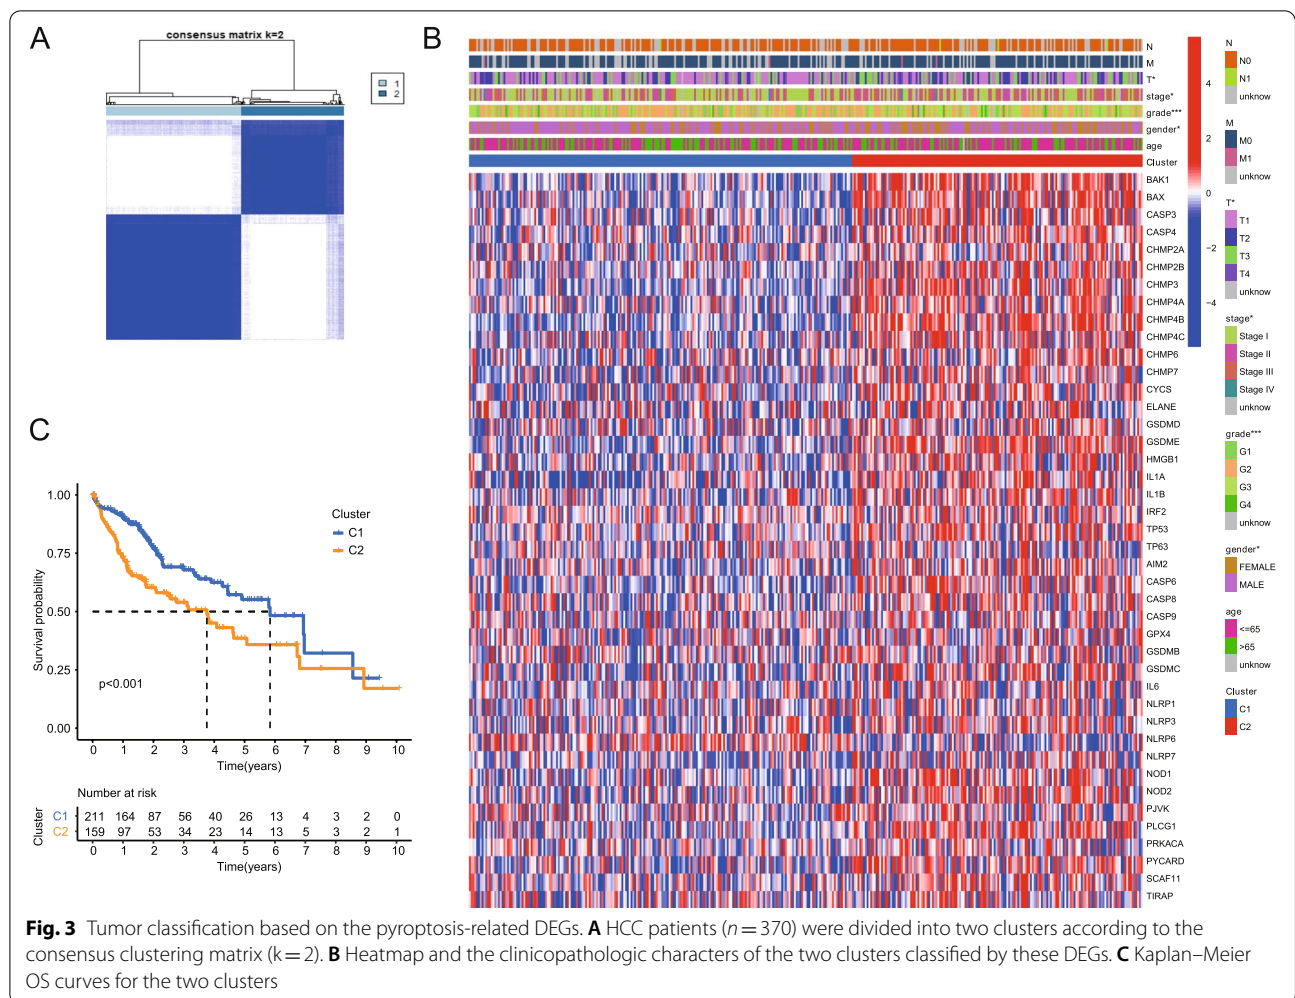 A
consensus matrix k=2
1
2
B
N
M
T*
stage*
grade***
gender*
age
Cluster
BAK1
BAX
CASP3
CASP4
CHMP2A
CHMP2B
CHMP3
CHMP4A
CHMP4B
CHMP4C
CHMP6
CHMP7
CYCS
ELANE
GSDMD
GSDME
HMGB1
IL1A
IL1B
IRF2
TP53
TP63
AIM2
CASP6
CASP8
CASP9
GPX4
GSDMB
GSDMC
IL6
NLRP1
NLRP3
NLRP6
NLRP7
NOD1
NOD2
PJVK
PLCG1
PRKACA
PYCARD
SCAF11
TIRAP
4
2
0
−2
−4
N
N0
N1
unknow
M
M0
M1
unknow
T*
T1
T2
T3
T4
unknow
stage*
Stage I
Stage II
Stage III
Stage IV
unknow
grade***
G1
G2
G3
G4
unknow
gender*
FEMALE
MALE
age
<=65
>65
unknow
Cluster
C1
C2
C
Survival probability
1.00
0.75
0.50
0.25
0.00
Cluster
C1
C2
p<0.001
0 1 2 3 4 5 6 7 8 9 10
Time(years)
Number at risk
Cluster
C1 211 164 87 56 40 26 13 4 3 2 0
C2 159 97 53 34 23 14 13 5 3 2 1
0 1 2 3 4 5 6 7 8 9 10
Time(years)
Fig. 3 Tumor classification based on the pyroptosis-related DEGs. A HCC patients (n = 370) were divided into two clusters according to the
consensus clustering matrix (k = 2). B Heatmap and the clinicopathologic characters of the two clusters classified by these DEGs. C Kaplan–Meier
OS curves for the two clusters